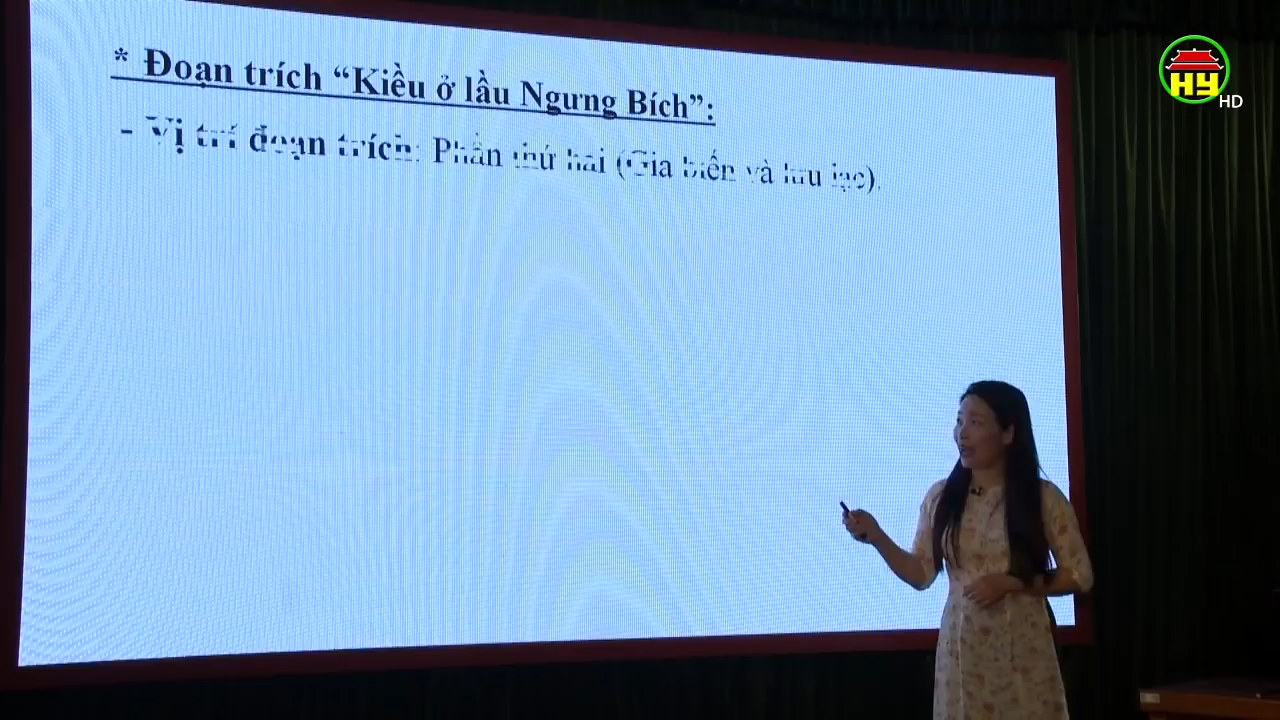 * Đoạn trích “Kiều ở lầu Ngưng Bích”:
- Vị trí đoạn trích: Phần thứ hai (Gia biến và lưu lạc).
HY
HD